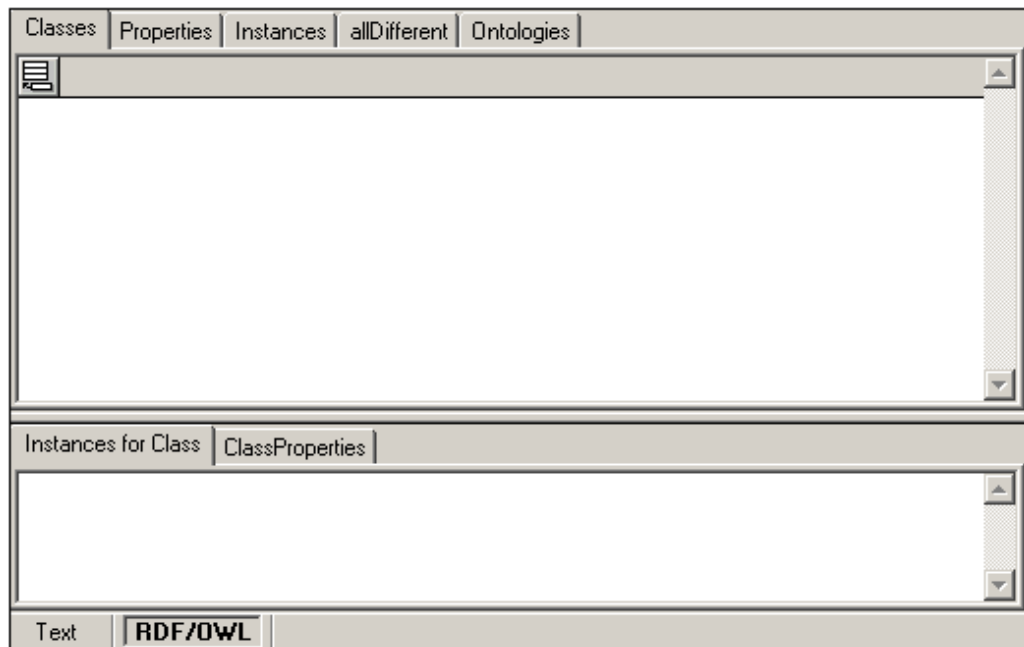 Classes Properties Instances allDifferent Ontologies
Instances for Class ClassProperties
Text RDF/OWL